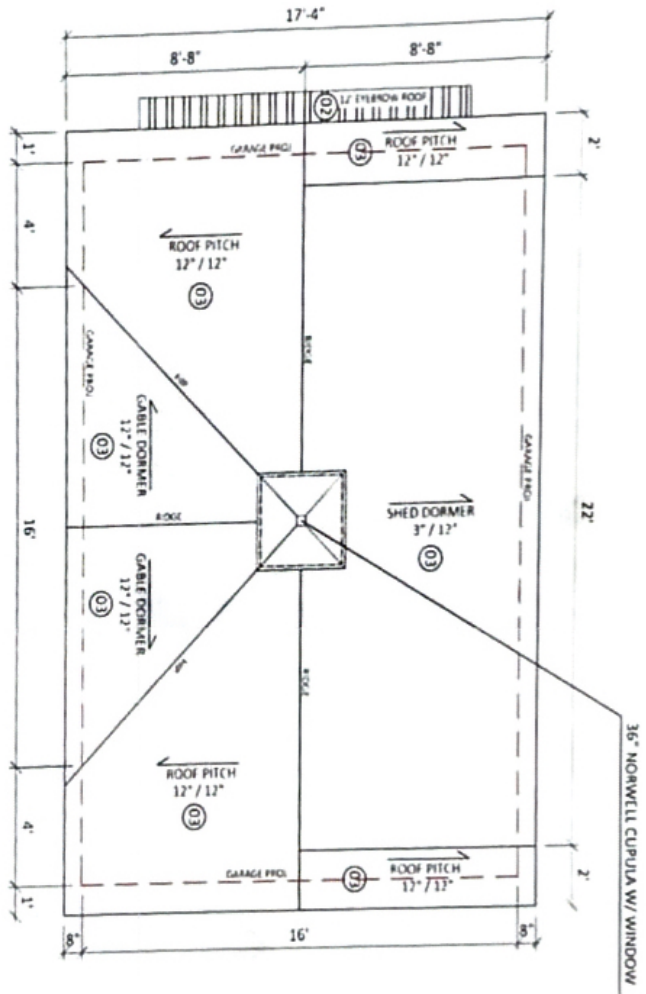 17'-4"
8'-8"
8'-8"
02
12' EYEBROW ROOF
1'
GARAGE PROJ
03
ROOF PITCH
12"/12"
2'
4'
ROOF PITCH
12"/12"
03
RIDGE
GARAGE PROJ
HIP
GABLE DORMER
12"/12"
03
GARAGE PROJ
16'
RIDGE
SHED DORMER
3"/12"
03
22'
GABLE DORMER
12"/12"
03
HIP
RIDGE
36" NORWELL CUPULA W/ WINDOW
ROOF PITCH
12"/12"
03
4'
GARAGE PROJ.
03
ROOF PITCH
12"/12"
2'
1'
8"
16'
8"